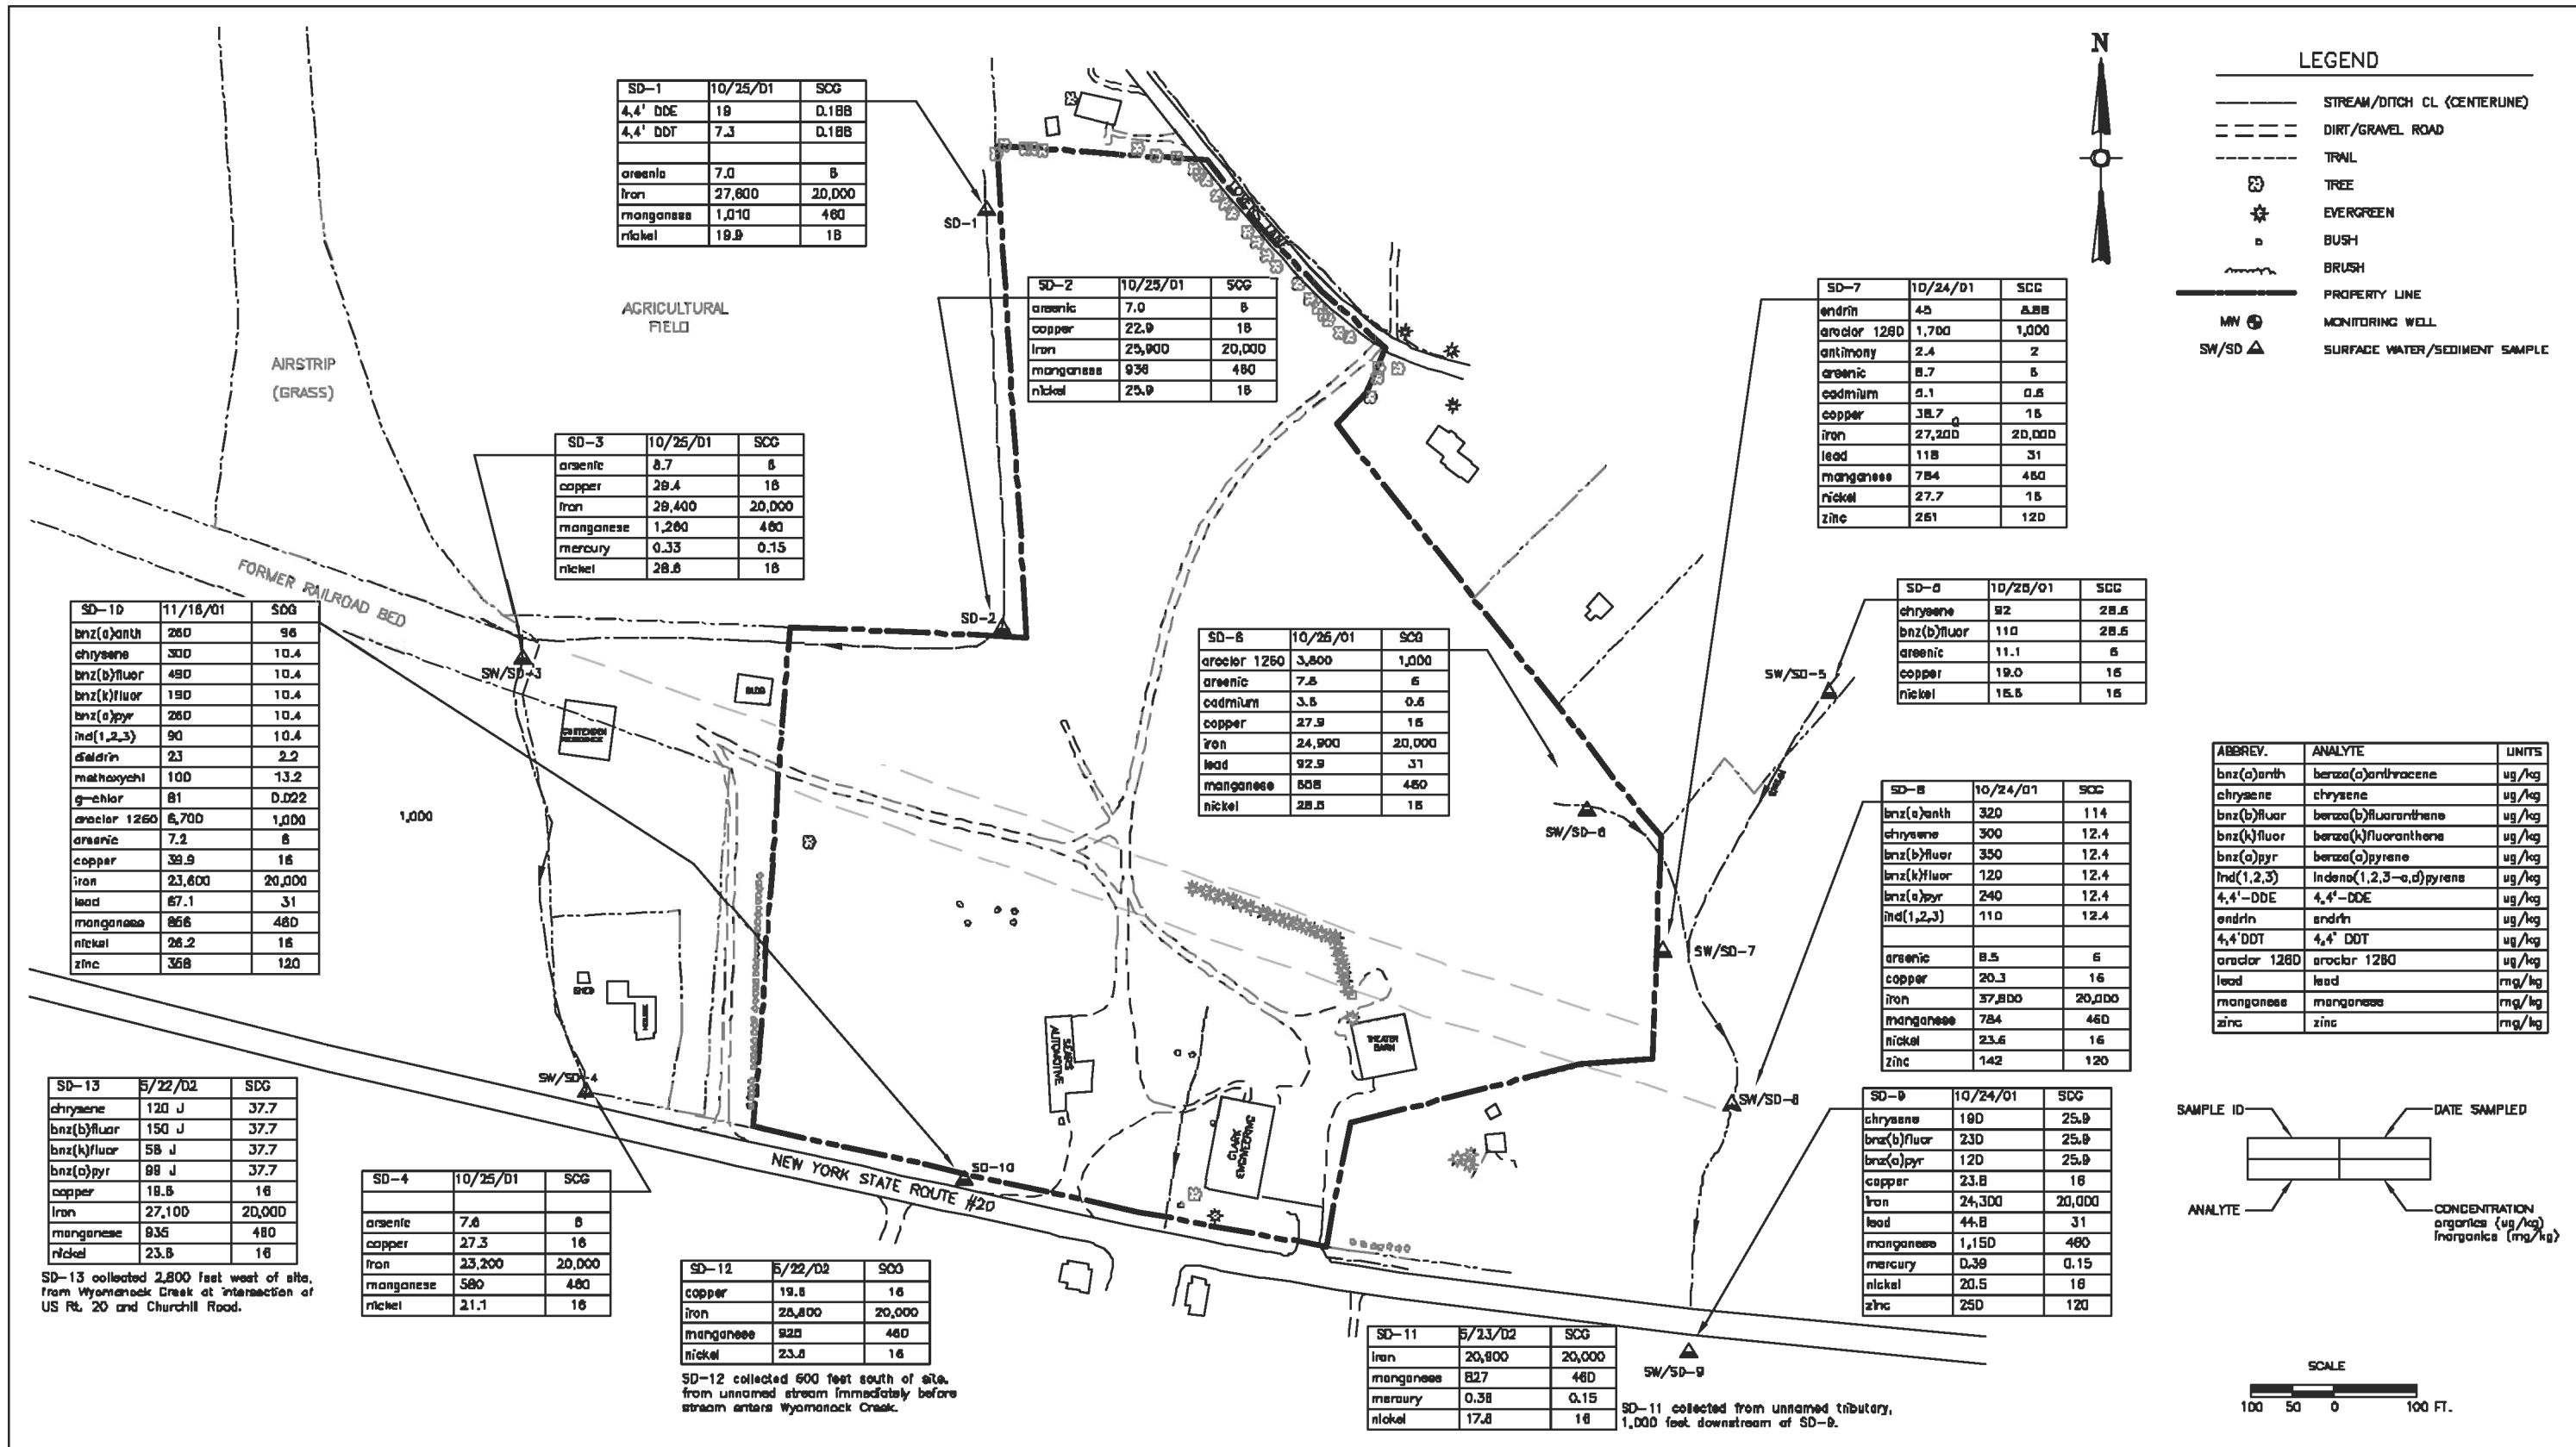 N
LEGEND
STREAM/DITCH CL (CENTERLINE)
DIRT/GRAVEL ROAD
TRAIL
TREE
EVERGREEN
BUSH
BRUSH
PROPERTY LINE
MW MONITORING WELL
SW/SD SURFACE WATER/SEDIMENT SAMPLE
SD-1 10/25/01 SCG
4,4' DDE 19 0.188
4,4' DDT 7.3 0.188
arsenic 7.0 6
iron 27,600 20,000
manganese 1,010 460
nickel 19.9 16
SD-1
SD-2 10/25/01 SCG
arsenic 7.0 6
copper 22.9 16
iron 25,900 20,000
manganese 936 460
nickel 25.9 16
AGRICULTURAL
FIELD
AIRSTRIP
(GRASS)
SD-7 10/24/01 SCG
endrin 45
aroclor 1260 1,700 1,000
antimony 2.4 2
arsenic 8.7 6
cadmium 5.1 0.6
copper 38.7 16
iron 27,200 20,000
lead 118 31
manganese 784 460
nickel 27.7 16
zinc 261 120
SD-3 10/25/01 SCG
arsenic 8.7 6
copper 29.4 16
iron 29,400 20,000
manganese 1,260 460
mercury 0.33 0.15
nickel 28.6 16
FORMER RAILROAD BED
SD-2
SW/SD-3
BLDG
SD-10 11/16/01 SCG
bnz(a)anth 260 96
chrysene 300 10.4
bnz(b)fluor 490 10.4
bnz(k)fluor 190 10.4
bnz(a)pyr 260 10.4
ind(1,2,3) 90 10.4
dieldrin 23 2.2
methoxychl 100 13.2
g-chlor 81 0.022
aroclor 1260 6,700 1,000
arsenic 7.2 6
copper 39.9 16
iron 23,600 20,000
lead 67.1 31
manganese 856 460
nickel 26.2 16
zinc 358 120
1,000
SD-6 10/26/01 SCG
aroclor 1260 3,800 1,000
arsenic 7.6 6
cadmium 3.5 0.6
copper 27.9 16
iron 24,900 20,000
lead 92.9 31
manganese 460
nickel 28.5 16
SD-5 10/26/01 SCG
chrysene 92 28.6
bnz(b)fluor 110 28.6
arsenic 11.1 6
copper 19.0 16
nickel 16.6 16
SW/SD-5
SW/SD-6
SW/SD-7
SW/SD-8
SD-8 10/24/01 SCG
bnz(a)anth 320 114
chrysene 300 12.4
bnz(b)fluor 350 12.4
bnz(k)fluor 120 12.4
bnz(a)pyr 240 12.4
ind(1,2,3) 110 12.4
arsenic 8.5 6
copper 20.3 16
iron 37,800 20,000
manganese 784 460
nickel 23.6 16
zinc 142 120
ABBREV. ANALYTE UNITS
bnz(a)anth benzo(a)anthracene ug/kg
chrysene chrysene ug/kg
bnz(b)fluor benzo(b)fluoranthene ug/kg
bnz(k)fluor benzo(k)fluoranthene ug/kg
bnz(a)pyr benzo(a)pyrene ug/kg
ind(1,2,3) indeno(1,2,3-c,d)pyrene ug/kg
4,4'-DDE 4,4'-DDE ug/kg
endrin endrin ug/kg
4,4'DDT 4,4' DDT ug/kg
aroclor 1260 aroclor 1260 ug/kg
lead lead mg/kg
manganese manganese mg/kg
zinc zinc mg/kg
SHED
HOUSE
SEARS
AUTOMOTIVE
THEATER
BARN
CLARK
ENGINEERING
SW/SD-4
SD-10
NEW YORK STATE ROUTE #20
SD-13 5/22/02 SCG
chrysene 120 J 37.7
bnz(b)fluor 150 J 37.7
bnz(k)fluor 58 J 37.7
bnz(a)pyr 99 J 37.7
copper 19.6 16
iron 27,100 20,000
manganese 935 460
nickel 23.8 16
SD-13 collected 2,800 feet west of site,
from Wyomanock Creek at intersection of
US Rt. 20 and Churchill Road.
SD-4 10/25/01 SCG
arsenic 7.6 6
copper 27.3 16
iron 23,200 20,000
manganese 580 460
nickel 21.1 16
SD-12 5/22/02 SCG
copper 19.6 16
iron 20,000
manganese 460
nickel 23.8 16
SD-12 collected 600 feet south of site,
from unnamed stream immediately before
stream enters Wyomanock Creek.
SD-9 10/24/01 SCG
chrysene 190 25.9
bnz(b)fluor 230 25.9
bnz(a)pyr 120 25.9
copper 23.8 16
iron 24,300 20,000
lead 44.8 31
manganese 1,150 460
mercury 0.39 0.15
nickel 20.5 16
zinc 250 120
SW/SD-9
SD-11 5/23/02 SCG
iron 20,900 20,000
manganese 827 460
mercury 0.38 0.15
nickel 17.8 16
SD-11 collected from unnamed tributary,
1,000 feet downstream of SD-9.
SAMPLE ID
DATE SAMPLED
ANALYTE
CONCENTRATION
organics (ug/kg)
inorganics (mg/kg)
SCALE
100 50 0 100 FT.